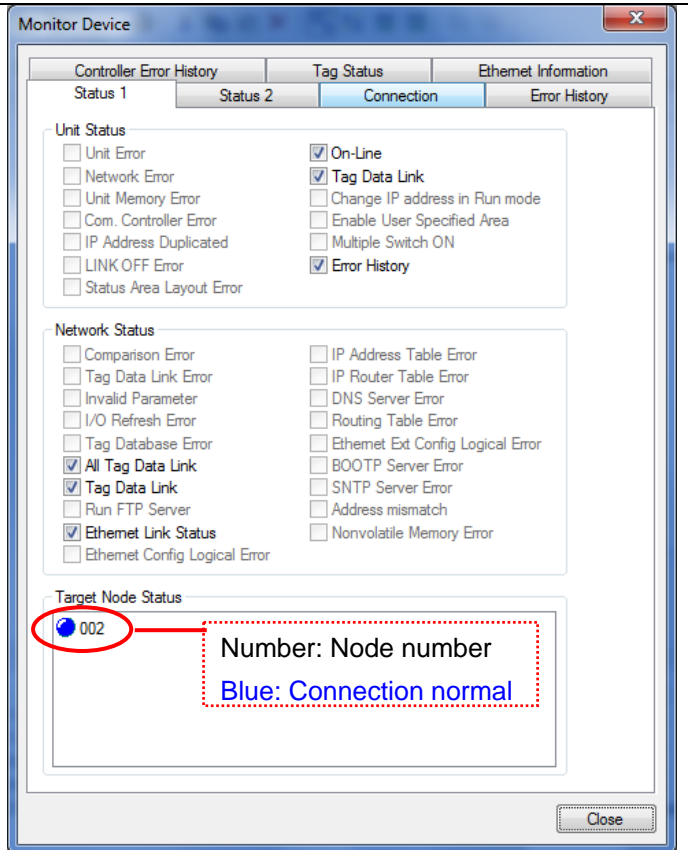 Monitor Device
Controller Error History Tag Status Ethernet Information
Status 1 Status 2 Connection Error History
Unit Status
Unit Error
Network Error
Unit Memory Error
Com. Controller Error
IP Address Duplicated
LINK OFF Error
Status Area Layout Error
On-Line
Tag Data Link
Change IP address in Run mode
Enable User Specified Area
Multiple Switch ON
Error History
Network Status
Comparison Error
Tag Data Link Error
Invalid Parameter
I/O Refresh Error
Tag Database Error
All Tag Data Link
Tag Data Link
Run FTP Server
Ethernet Link Status
Ethernet Config Logical Error
IP Address Table Error
IP Router Table Error
DNS Server Error
Routing Table Error
Ethernet Ext Config Logical Error
BOOTP Server Error
SNTP Server Error
Address mismatch
Nonvolatile Memory Error
Target Node Status
002
Number: Node number
Blue: Connection normal
Close